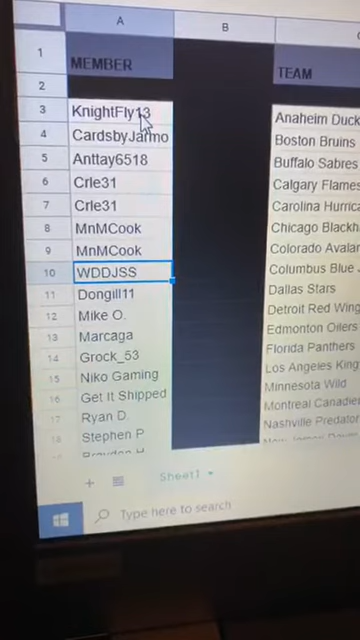 A B
1 MEMBER TEAM
2
3 KnightFly13 Anaheim Duck
4 CardsbyJarmo Boston Bruins
5 Anttay6518 Buffalo Sabres
6 Crle31 Calgary Flames
7 Crle31 Carolina Hurrica
8 MnMCook Chicago Blackh
9 MnMCook Colorado Avalan
10 WDDJSS Columbus Blue
11 Dongill11 Dallas Stars
12 Mike O. Detroit Red Wing
13 Marcaga Edmonton Oilers
14 Grock_53 Florida Panthers
15 Niko Gaming Los Angeles King
16 Get It Shipped Minnesota Wild
17 Ryan D. Montreal Canadie
18 Stephen P Nashville Predator
Sheet1
Type here to search